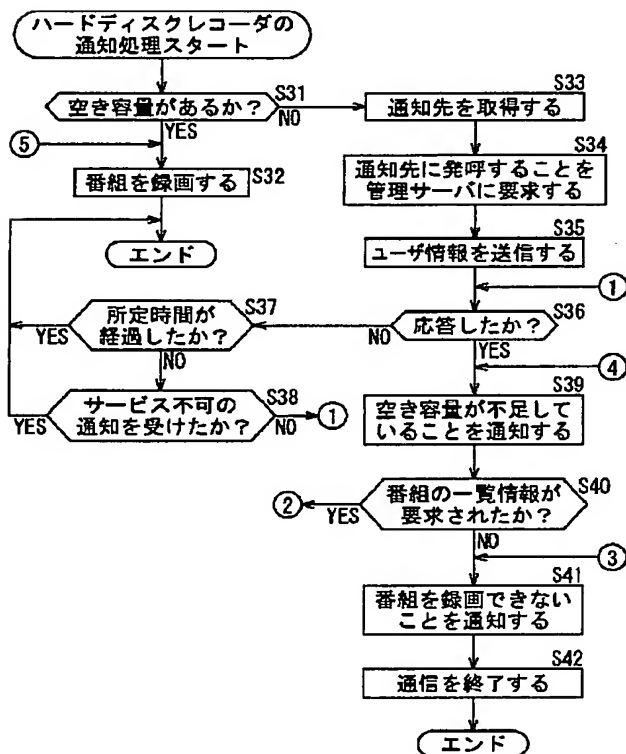 ハードディスクレコーダの
通知処理スタート
空き容量があるか？
S31
NO
YES
⑤
番組を録画する
S32
エンド
S33
通知先を取得する
S34
通知先に発呼することを
管理サーバに要求する
S35
ユーザ情報を送信する
①
応答したか？
S36
NO
YES
所定時間が
経過したか？
S37
YES
NO
サービス不可の
通知を受けたか？
S38
YES
NO
①
④
S39
空き容量が不足して
いることを通知する
番組の一覧情報が
要求されたか？
S40
②
YES
NO
③
S41
番組を録画できない
ことを通知する
S42
通信を終了する
エンド